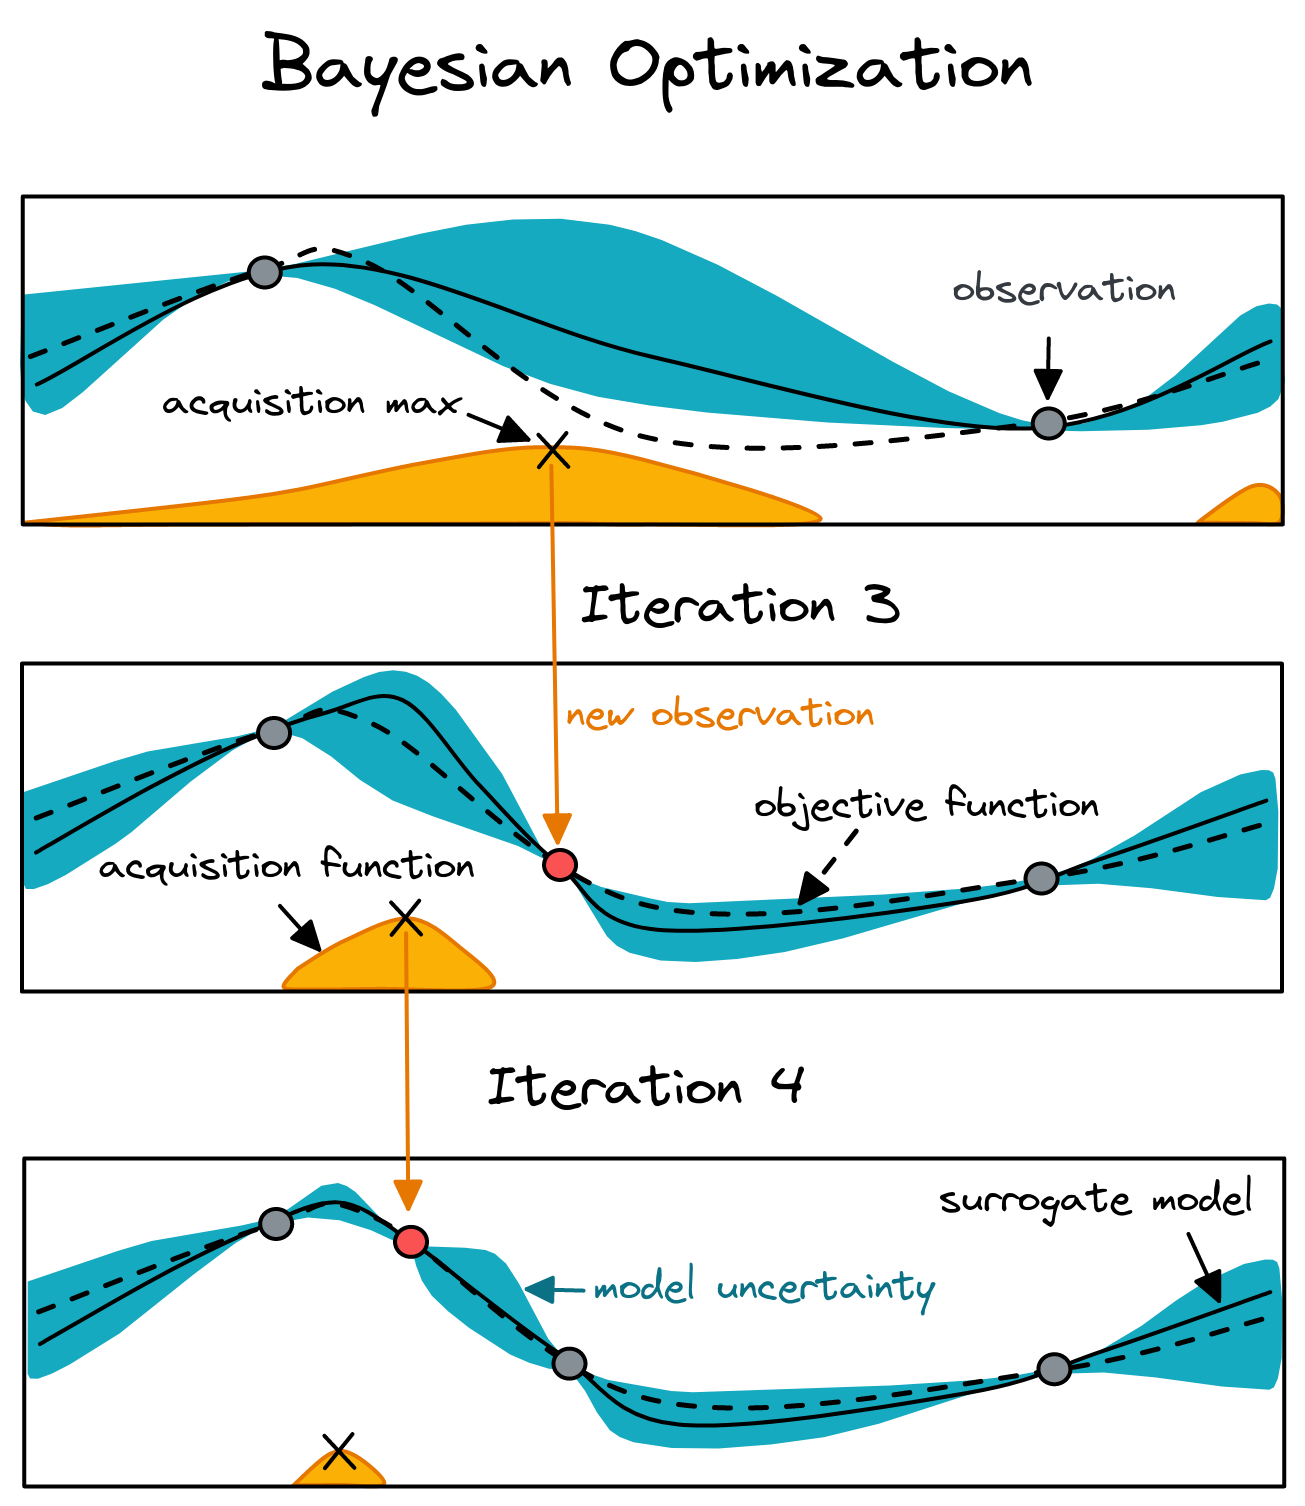 Bayesian Optimization
observation
acquisition max
Iteration 3
new observation
objective function
acquisition function
Iteration 4
surrogate model
model uncertainty